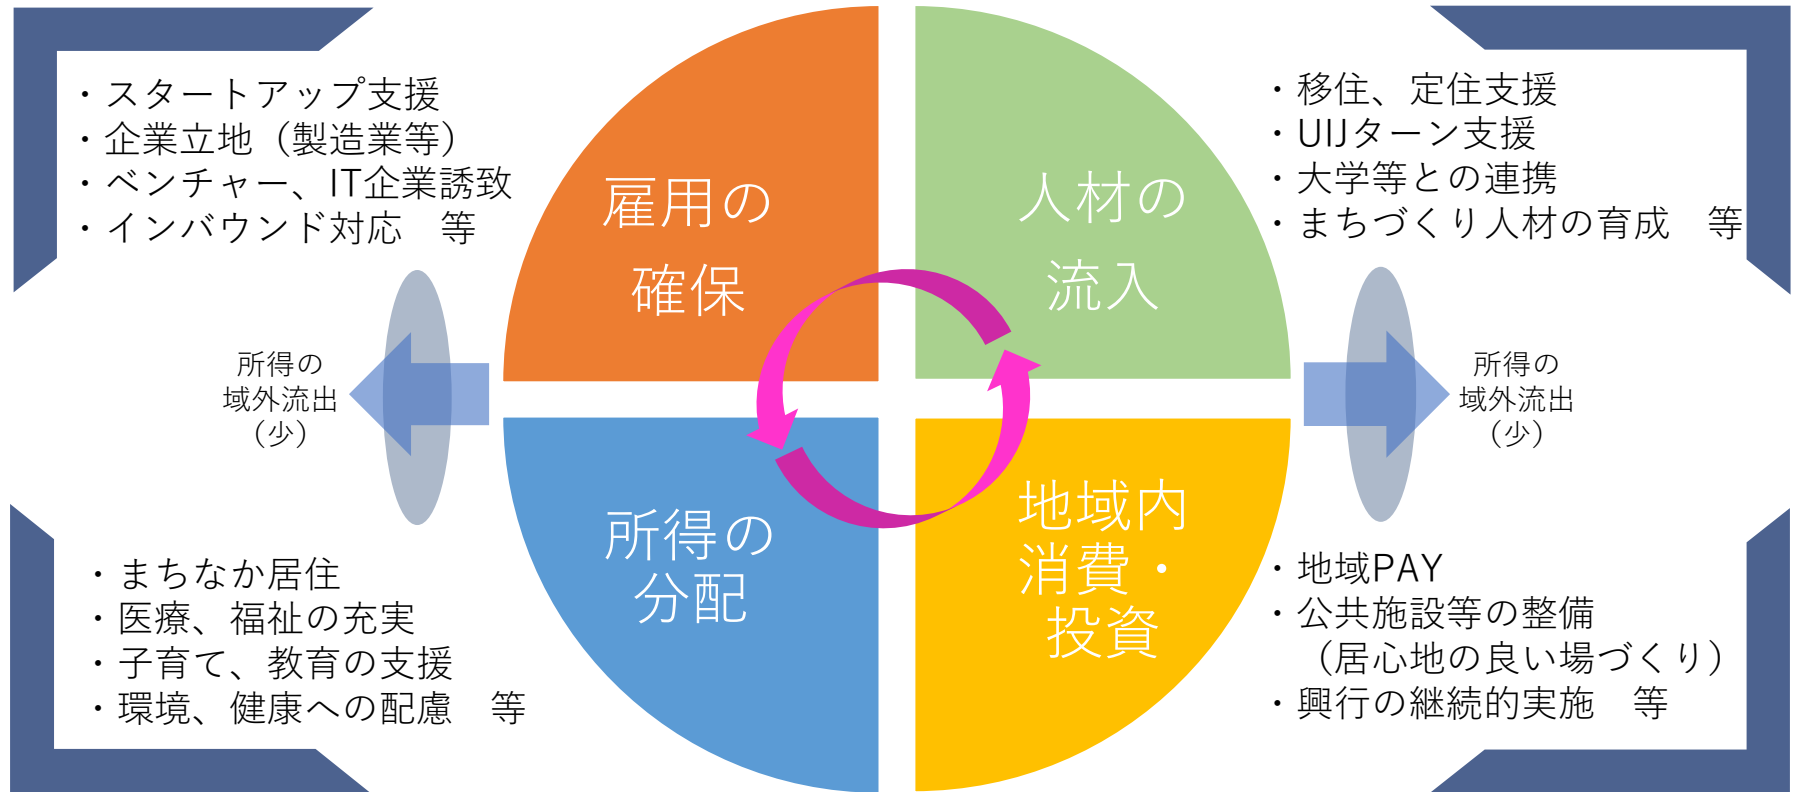 ・スタートアップ支援
・企業立地（製造業等）
・ベンチャー、IT企業誘致
・インバウンド対応　等
雇用の
確保
人材の
流入
・移住、定住支援
・UIJターン支援
・大学等との連携
・まちづくり人材の育成　等
所得の
域外流出
（少）
所得の
域外流出
（少）
・まちなか居住
・医療、福祉の充実
・子育て、教育の支援
・環境、健康への配慮　等
所得の
分配
地域内
消費・
投資
・地域PAY
・公共施設等の整備
（居心地の良い場づくり）
・興行の継続的実施　等